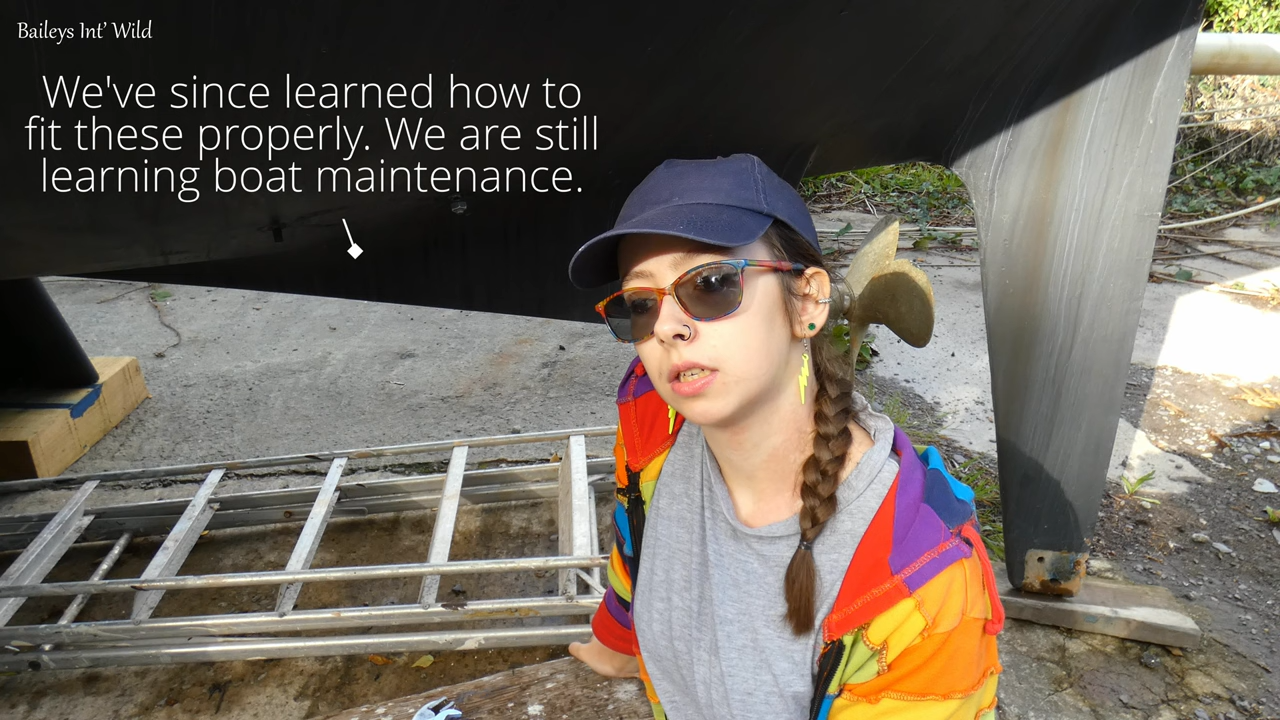 Baileys Int' Wild
We've since learned how to
fit these properly. We are still
learning boat maintenance.